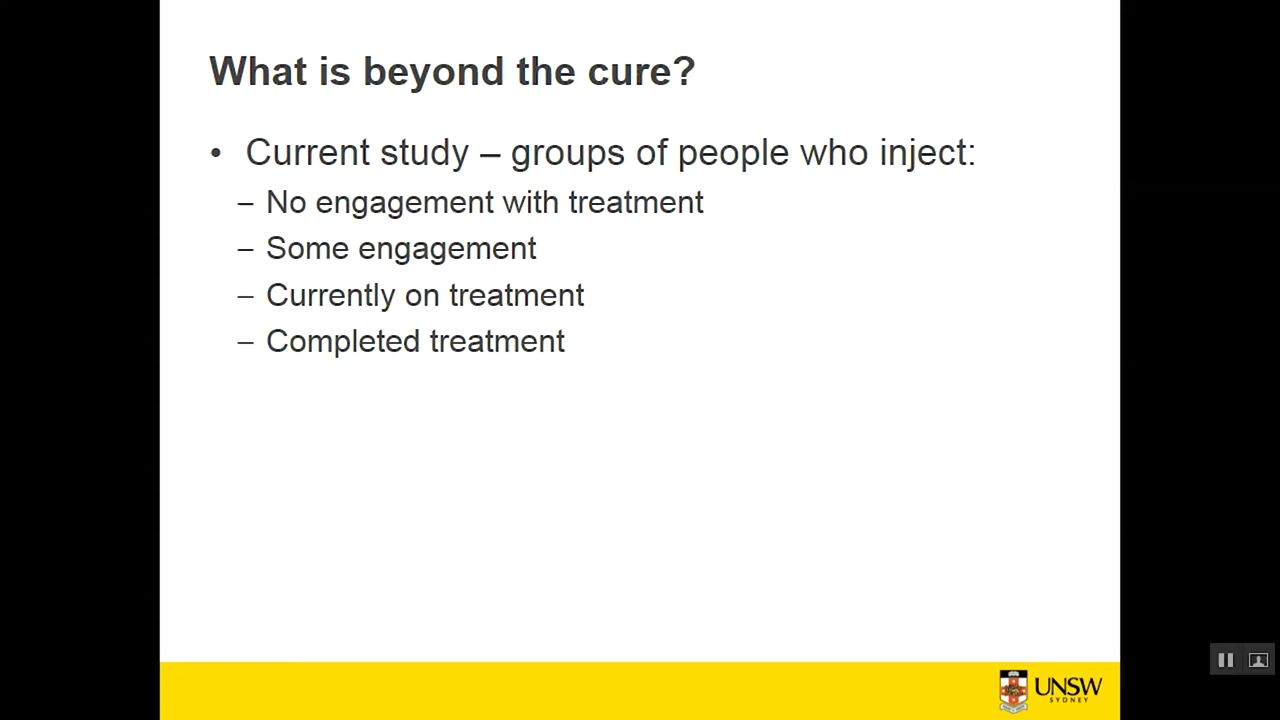 What is beyond the cure?
• Current study – groups of people who inject:
– No engagement with treatment
– Some engagement
– Currently on treatment
– Completed treatment
UNSW
SYDNEY